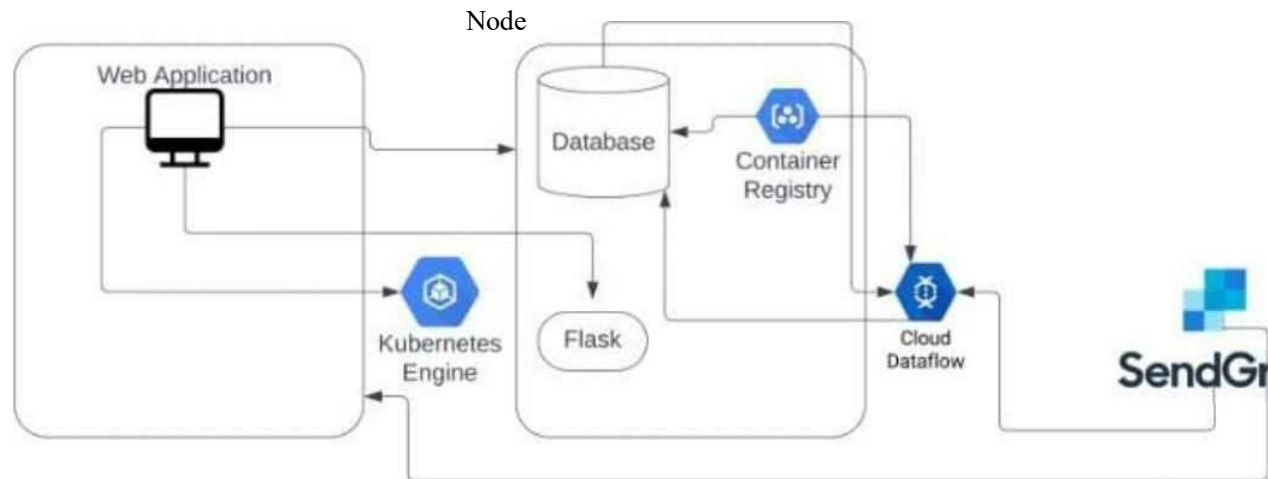 Node
Web Application
Database
Container
Registry
Kubernetes
Engine
Flask
Cloud
Dataflow
SendGr